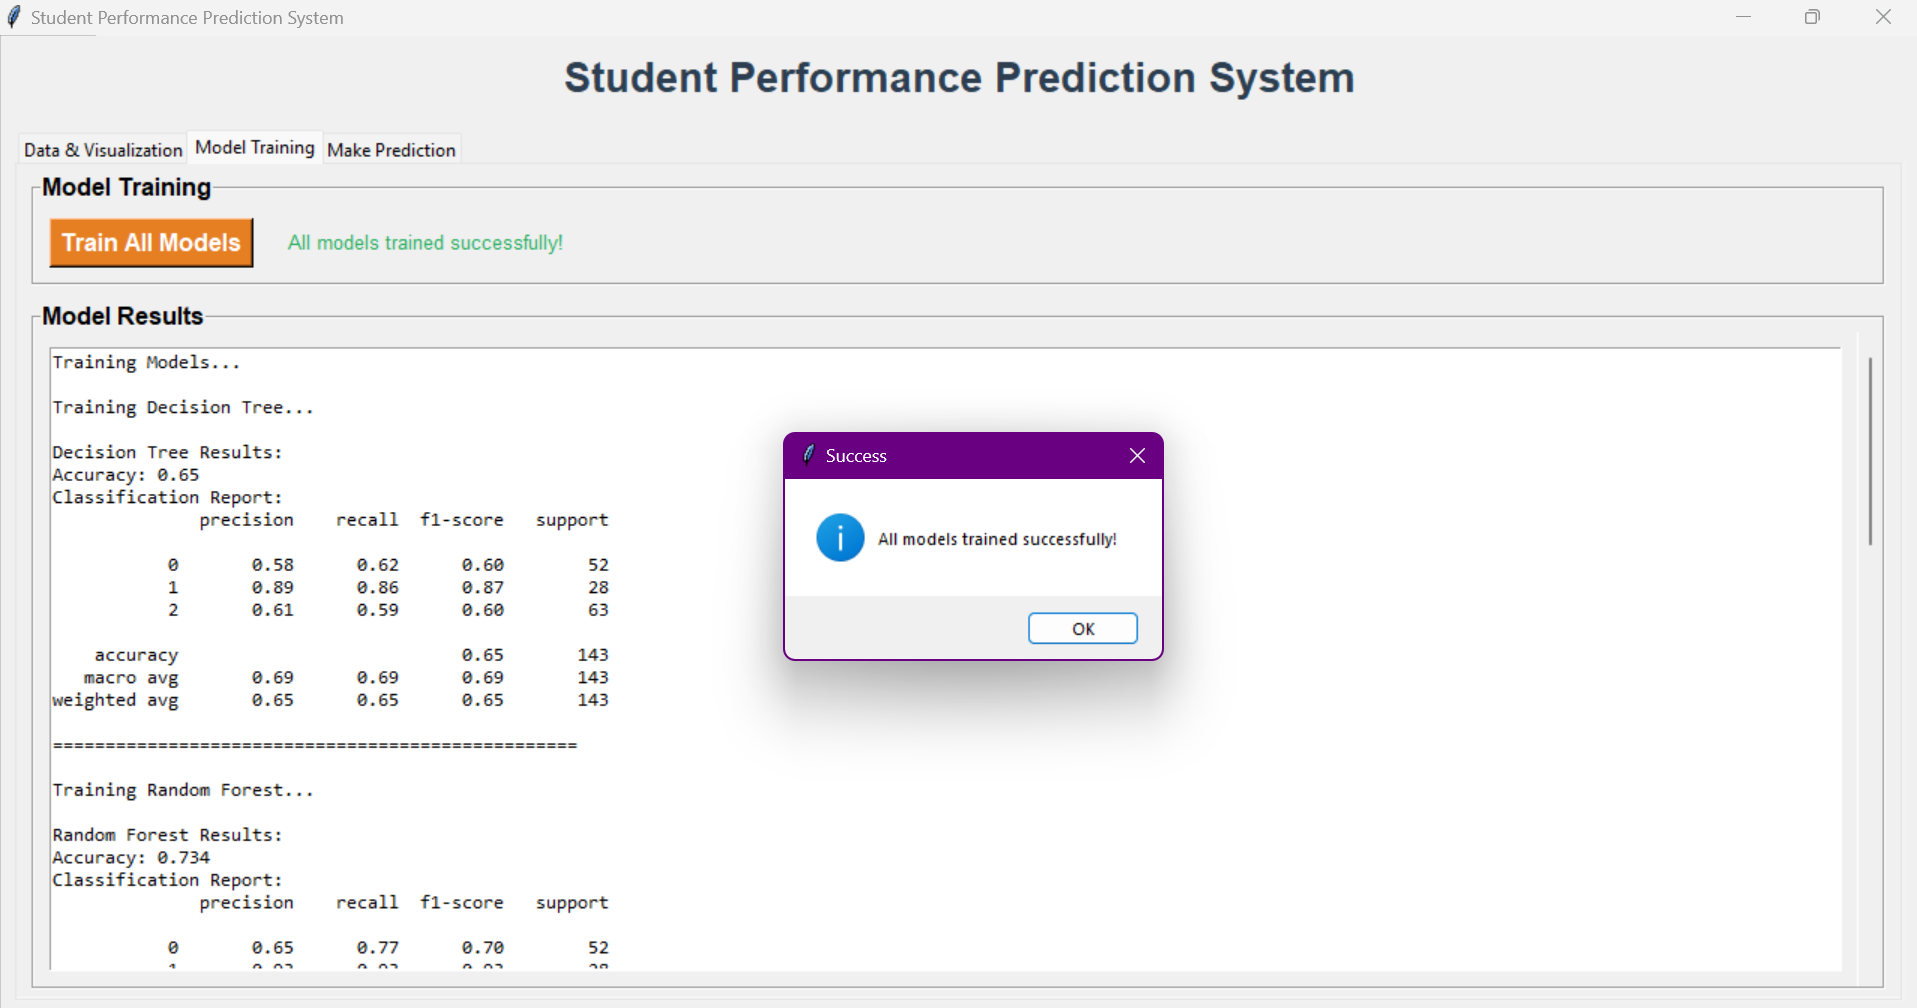 Student Performance Prediction System
Student Performance Prediction System
Data & Visualization Model Training Make Prediction
Model Training
Train All Models All models trained successfully!
Model Results
Training Models...
Training Decision Tree...
Decision Tree Results:
Accuracy: 0.65
Classification Report:
precision recall f1-score support
0 0.58 0.62 0.60 52
1 0.89 0.86 0.87 28
2 0.61 0.59 0.60 63
accuracy 0.65 143
macro avg 0.69 0.69 0.69 143
weighted avg 0.65 0.65 0.65 143
==================================================
Training Random Forest...
Random Forest Results:
Accuracy: 0.734
Classification Report:
precision recall f1-score support
0 0.65 0.77 0.70 52
Success
All models trained successfully!
OK